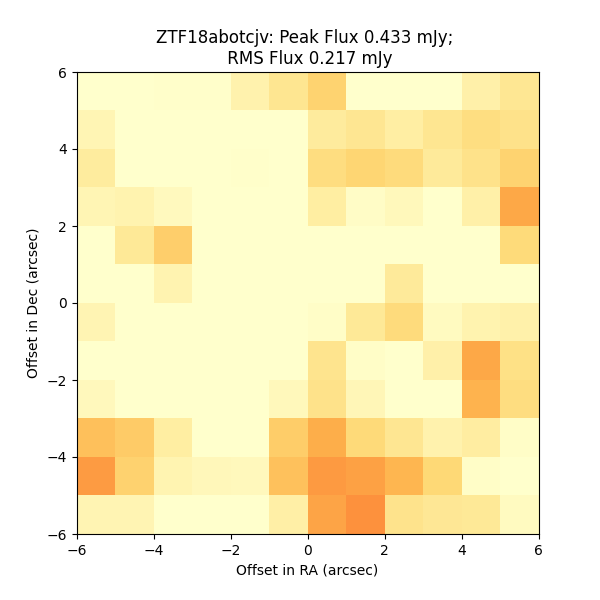 ZTF18abotcjv: Peak Flux 0.433 mJy;
RMS Flux 0.217 mJy
6
4
2
0
−2
−4
−6
Offset in Dec (arcsec)
−6 −4 −2 0 2 4 6
Offset in RA (arcsec)